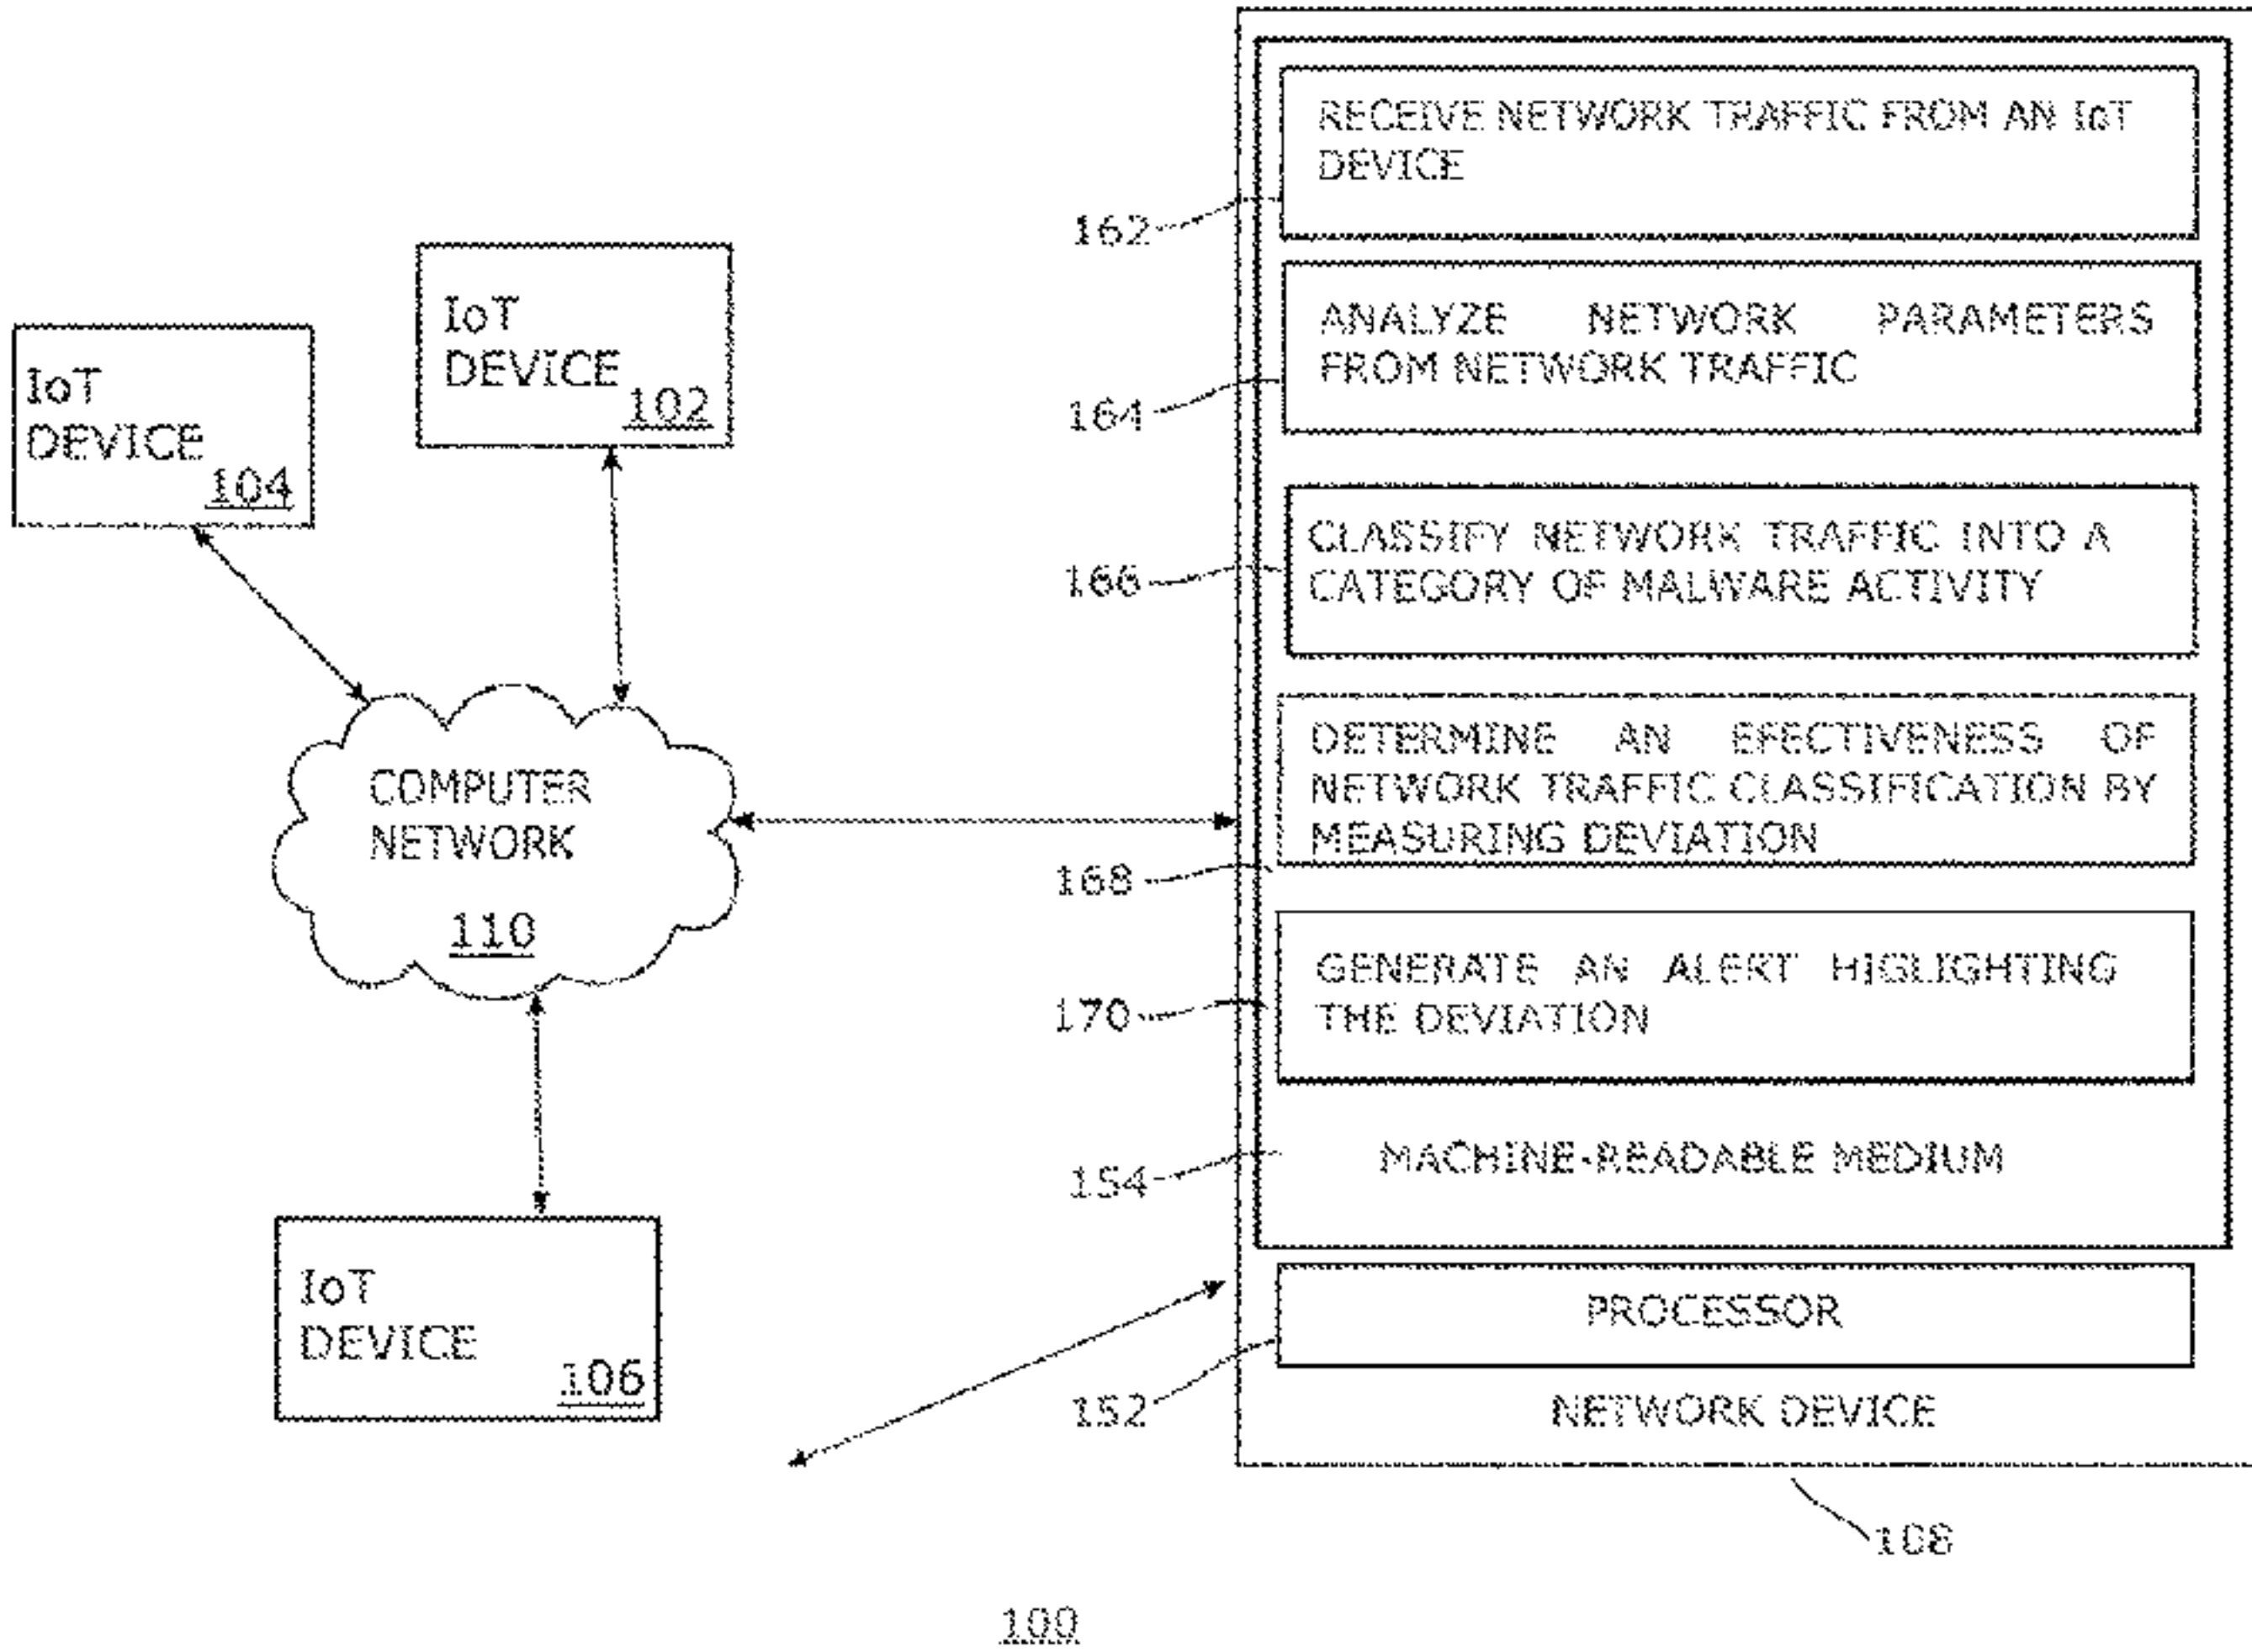 IoT
DEVICE
104
IoT
DEVICE
102
COMPUTER
NETWORK
110
IoT
DEVICE
106
RECEIVE NETWORK TRAFFIC FROM AN IoT
DEVICE
162
ANALYZE NETWORK PARAMETERS
FROM NETWORK TRAFFIC
164
CLASSIFY NETWORK TRAFFIC INTO A
CATEGORY OF MALWARE ACTIVITY
166
DETERMINE AN EFECTIVENESS OF
NETWORK TRAFFIC CLASSIFICATION BY
MEASURING DEVIATION
168
GENERATE AN ALERT HIGLIGHTING
THE DEVIATION
170
MACHINE-READABLE MEDIUM
154
PROCESSOR
152
NETWORK DEVICE
108
100